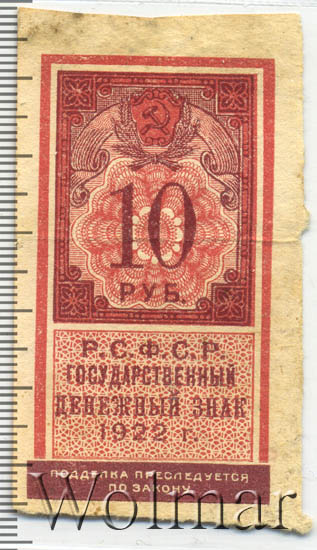 10
РУБ.
Р.С.Ф.С.Р.
ГОСУДАРСТВЕННЫЙ
ДЕНЕЖНЫЙ ЗНАК
1922 г.
ПОДДЕЛКА ПРЕСЛЕДУЕТСЯ
ПО ЗАКОНУ
Wolmar